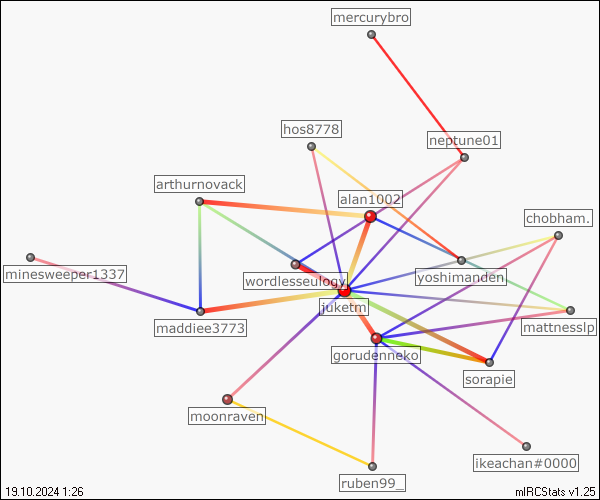 mercurybro
hos8778
neptune01
arthurnovack
alan1002
chobham.
minesweeper1337
wordlesseulogy
yoshimanden
juketm
maddiee3773
mattnesslp
gorudenneko
sorapie
moonraven
ikeachan#0000
ruben99_
19.10.2024 1:26
mIRCStats v1.25